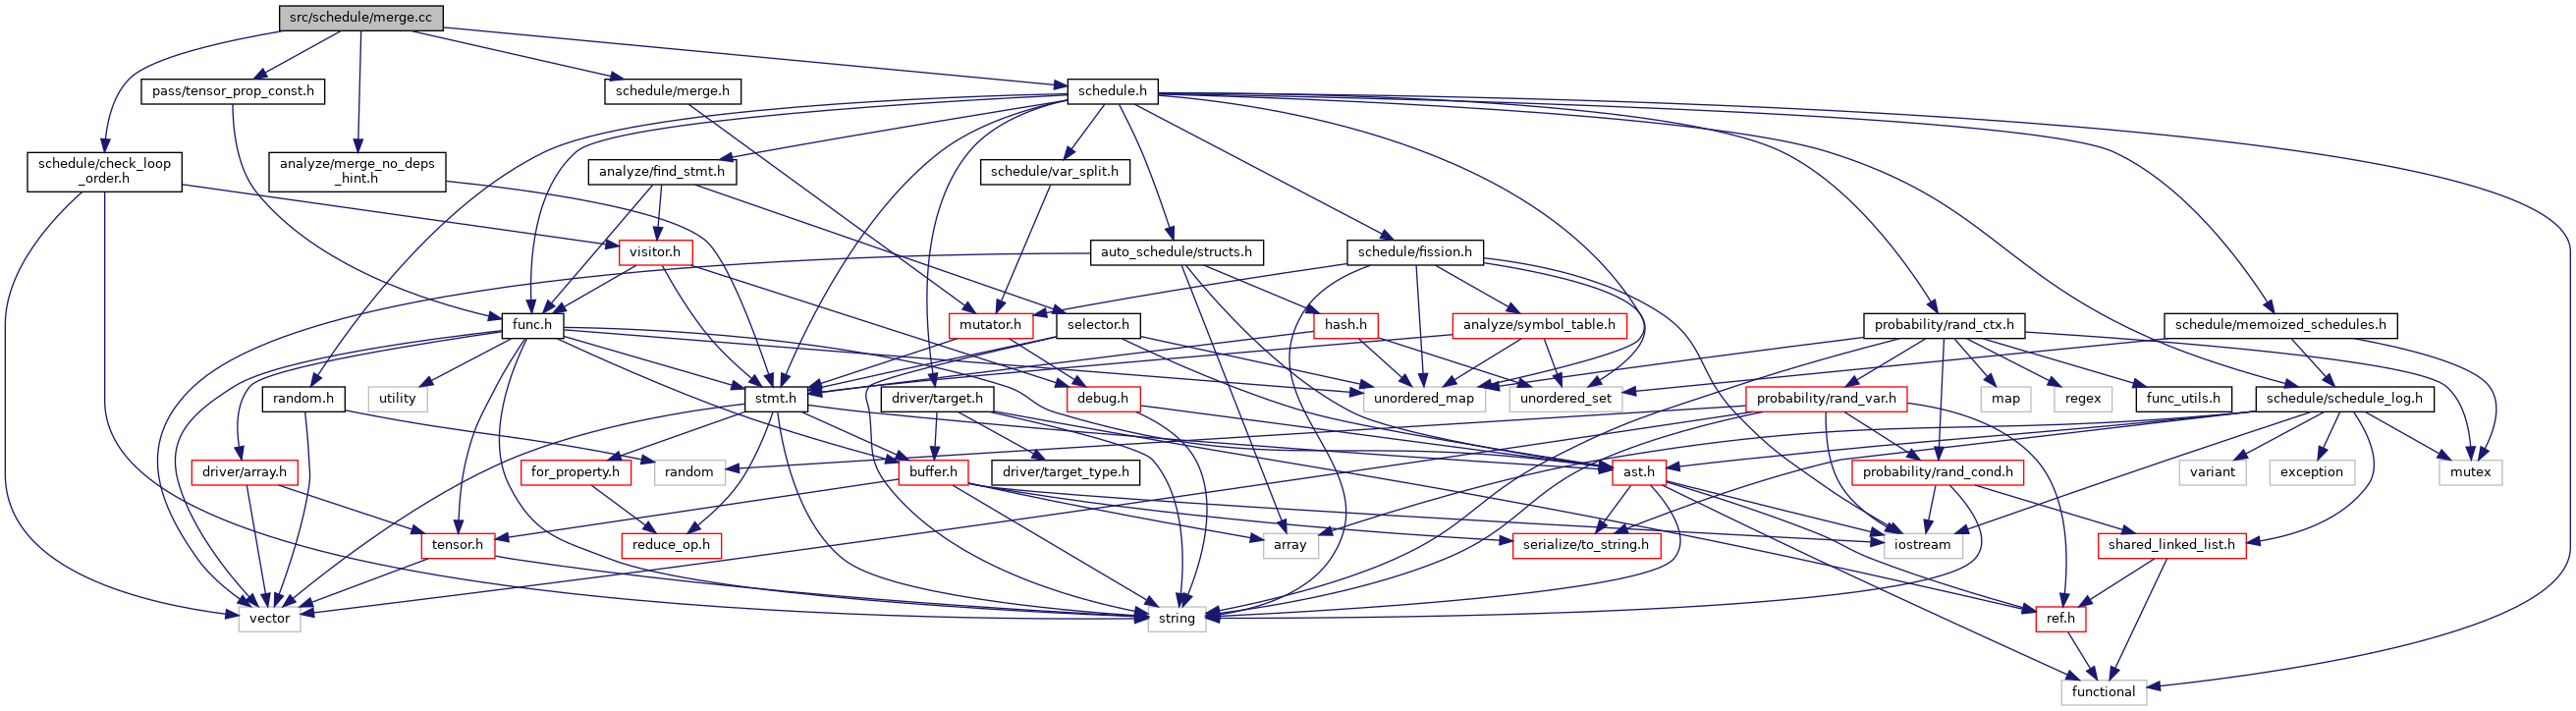 src/schedule/merge.cc
pass/tensor_prop_const.h
schedule/merge.h
schedule.h
schedule/check_loop
_order.h
analyze/merge_no_deps
_hint.h
analyze/find_stmt.h
schedule/var_split.h
visitor.h
auto_schedule/structs.h
schedule/fission.h
func.h
mutator.h
selector.h
hash.h
analyze/symbol_table.h
probability/rand_ctx.h
schedule/memoized_schedules.h
random.h
utility
stmt.h
driver/target.h
debug.h
unordered_map
unordered_set
probability/rand_var.h
map
regex
func_utils.h
schedule/schedule_log.h
driver/array.h
for_property.h
random
buffer.h
driver/target_type.h
ast.h
probability/rand_cond.h
variant
exception
mutex
tensor.h
reduce_op.h
array
serialize/to_string.h
iostream
shared_linked_list.h
vector
string
ref.h
functional